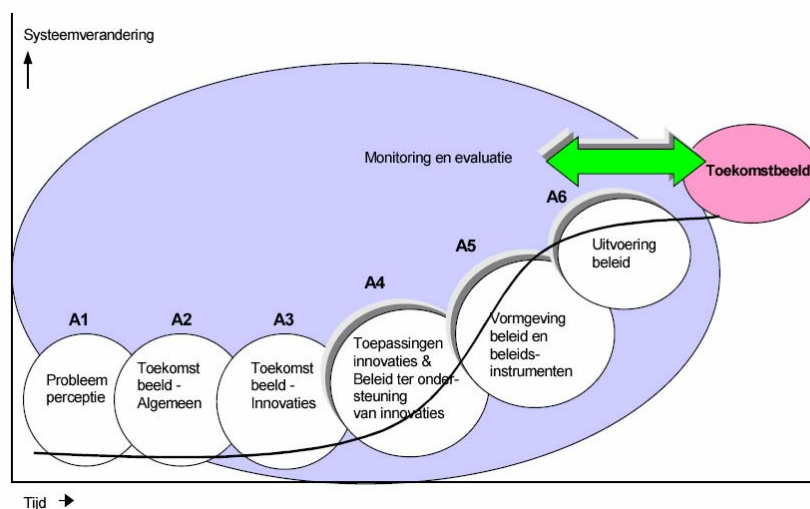 Systeemverandering
Monitoring en evaluatie
Toekomstbeeld
A6
Uitvoering
beleid
A5
Vormgeving
beleid en
beleids-
instrumenten
A4
Toepassingen
innovaties &
Beleid ter onder-
steuning
van innovaties
A1
Probleem
perceptie
A2
Toekomst
beeld -
Algemeen
A3
Toekomst
beeld -
Innovaties
Tijd